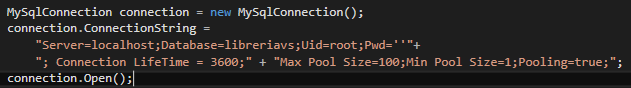 MySqlConnection connection = new MySqlConnection();
connection.ConnectionString =
"Server=localhost;Database=libreriavs;Uid=root;Pwd=''"+
"; Connection LifeTime = 3600;" + "Max Pool Size=100;Min Pool Size=1;Pooling=true;";
connection.Open();